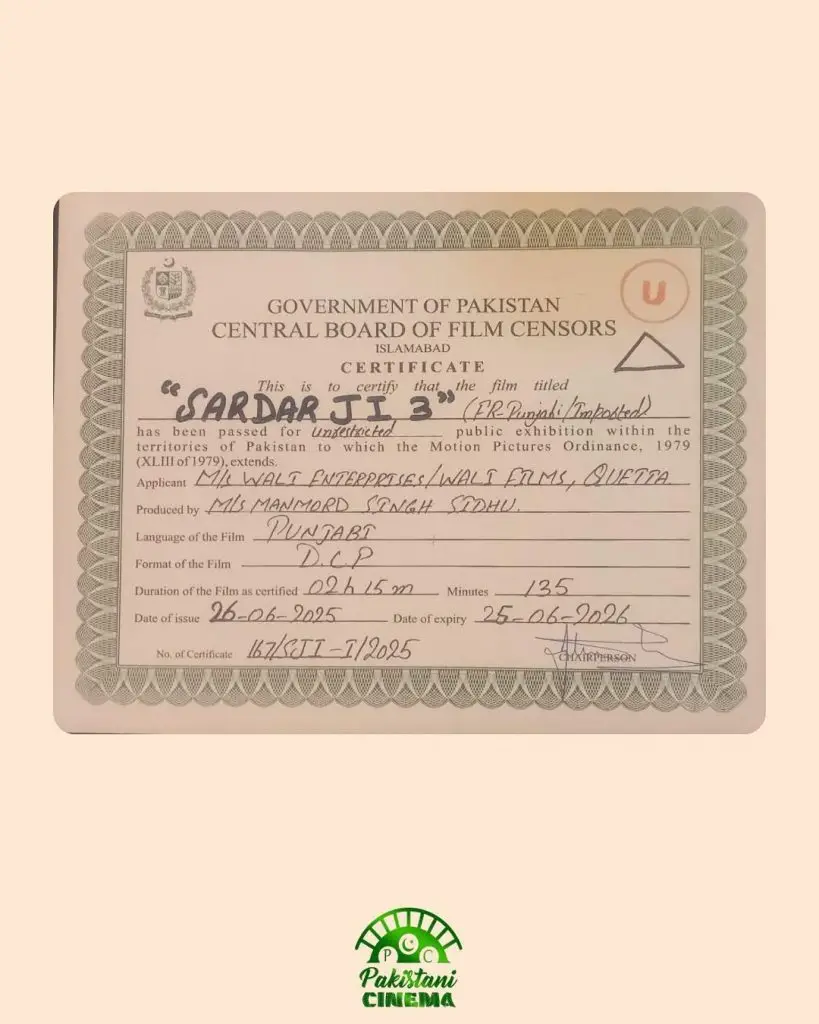 U
GOVERNMENT OF PAKISTAN
CENTRAL BOARD OF FILM CENSORS
ISLAMABAD
CERTIFICATE
This is to certify that the film titled
"SARDAR JI 3" (FR-Punjabi/Imported)
has been passed for unrestricted public exhibition within the
territories of Pakistan to which the Motion Pictures Ordinance, 1979
(XLIII of 1979), extends.
Applicant M/s WALI ENTERPRISES/WALI FILMS, QUETTA
Produced by M/s MANMORD SINGH SIDHU.
Language of the Film PUNJABI
Format of the Film D.C.P
Duration of the Film as certified 02h 15m Minutes 135
Date of issue 26-06-2025 Date of expiry 25-06-2026
No. of Certificate 167/SJI-I/2025
CHAIRPERSON
P C
Pakistani
CINEMA